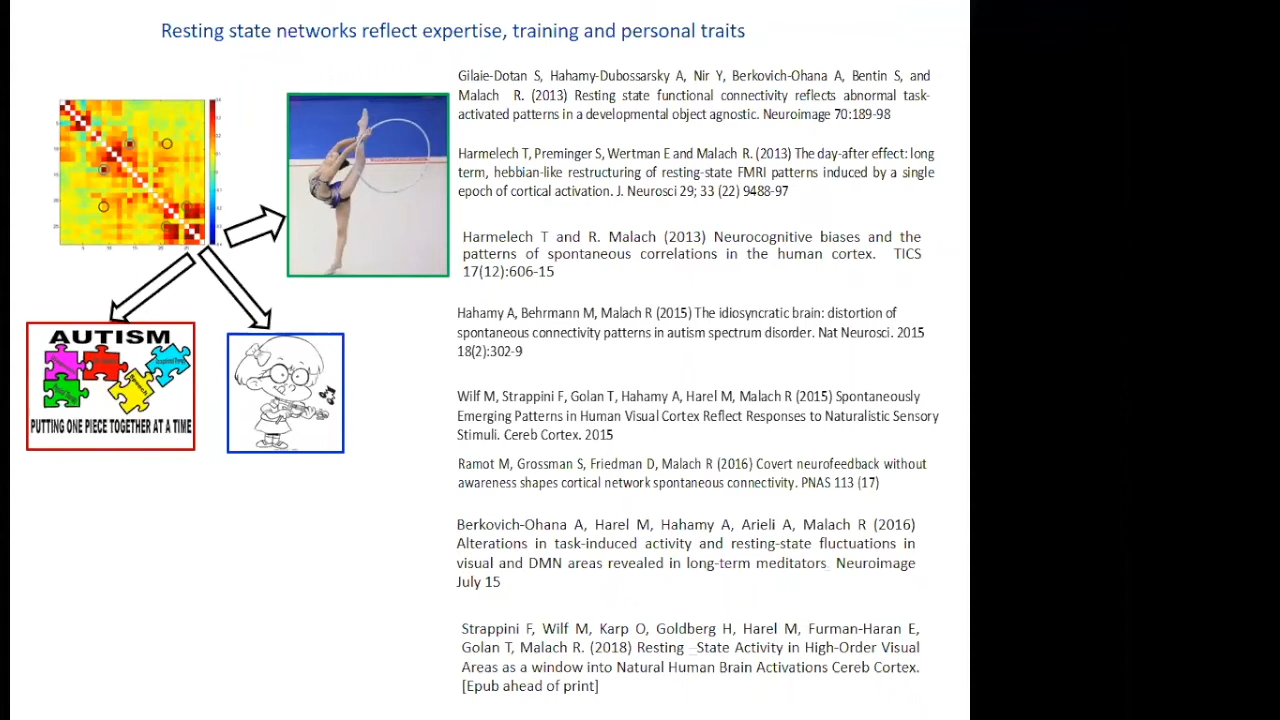 Resting state networks reflect expertise, training and personal traits
Gilaie-Dotan S, Hahamy-Dubossarsky A, Nir Y, Berkovich-Ohana A, Bentin S, and
Malach R. (2013) Resting state functional connectivity reflects abnormal task-
activated patterns in a developmental object agnostic. Neuroimage 70:189-98
Harmelech T, Preminger S, Wertman E and Malach R. (2013) The day-after effect: long
term, hebbian-like restructuring of resting-state FMRI patterns induced by a single
epoch of cortical activation. J. Neurosci 29; 33 (22) 9488-97
Harmelech T and R. Malach (2013) Neurocognitive biases and the
patterns of spontaneous correlations in the human cortex. TICS
17(12):606-15
Hahamy A, Behrmann M, Malach R (2015) The idiosyncratic brain: distortion of
spontaneous connectivity patterns in autism spectrum disorder. Nat Neurosci. 2015
18(2):302-9
Wilf M, Strappini F, Golan T, Hahamy A, Harel M, Malach R (2015) Spontaneously
Emerging Patterns in Human Visual Cortex Reflect Responses to Naturalistic Sensory
Stimuli. Cereb Cortex. 2015
Ramot M, Grossman S, Friedman D, Malach R (2016) Covert neurofeedback without
awareness shapes cortical network spontaneous connectivity. PNAS 113 (17)
Berkovich-Ohana A, Harel M, Hahamy A, Arieli A, Malach R (2016)
Alterations in task-induced activity and resting-state fluctuations in
visual and DMN areas revealed in long-term meditators Neuroimage
July 15
Strappini F, Wilf M, Karp O, Goldberg H, Harel M, Furman-Haran E,
Golan T, Malach R. (2018) Resting –State Activity in High-Order Visual
Areas as a window into Natural Human Brain Activations Cereb Cortex.
[Epub ahead of print]
AUTISM
PUTTING ONE PIECE TOGETHER AT A TIME